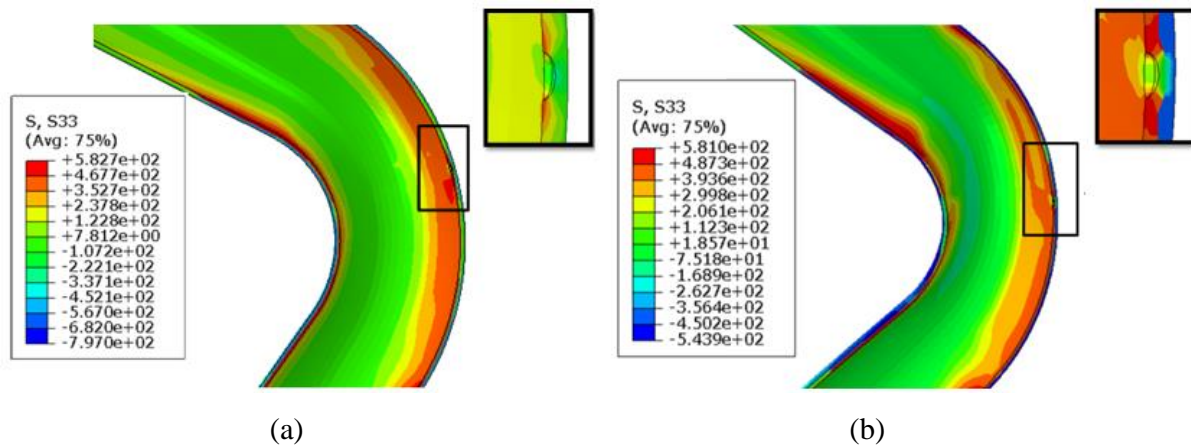 S, S33
(Avg: 75%)
+5.827e+02
+4.677e+02
+3.527e+02
+2.378e+02
+1.228e+02
+7.812e+00
-1.072e+02
-2.221e+02
-3.371e+02
-4.521e+02
-5.670e+02
-6.820e+02
-7.970e+02
S, S33
(Avg: 75%)
+5.810e+02
+4.873e+02
+3.936e+02
+2.998e+02
+2.061e+02
+1.123e+02
+1.857e+01
-7.518e+01
-1.689e+02
-2.627e+02
-3.564e+02
-4.502e+02
-5.439e+02
(a)
(b)